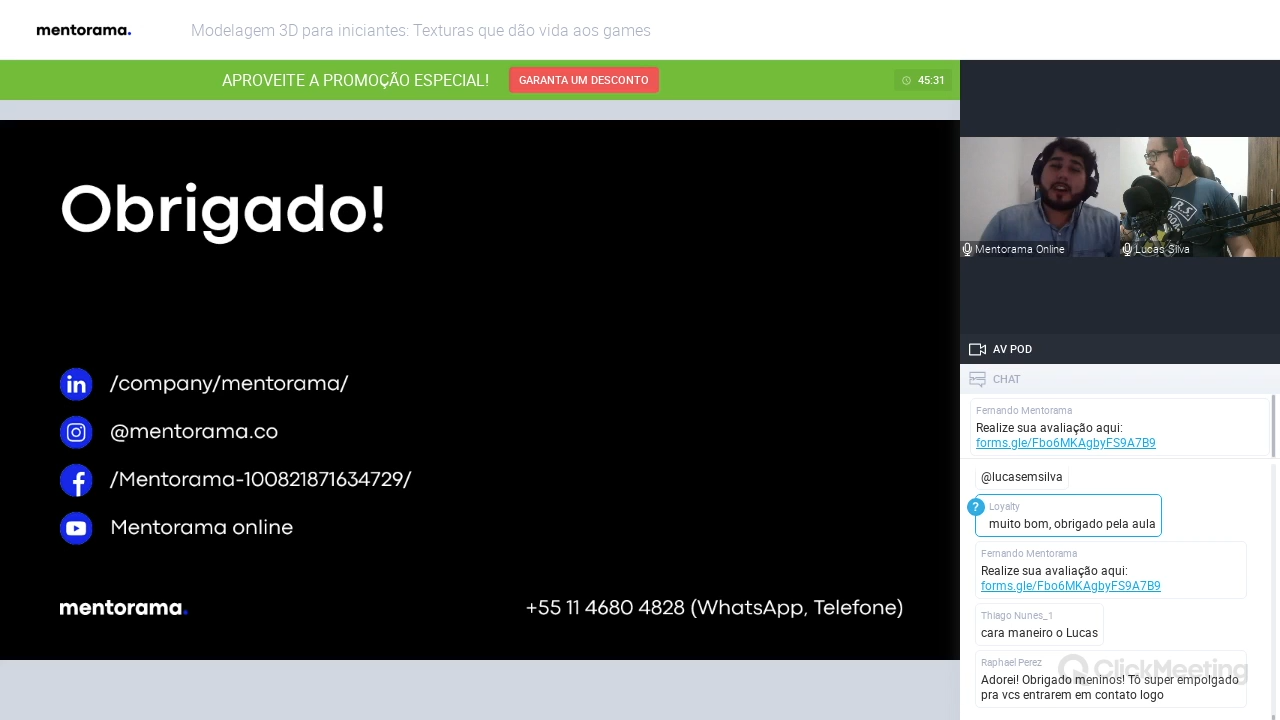 mentorama.
Modelagem 3D para iniciantes: Texturas que dão vida aos games
APROVEITE A PROMOÇÃO ESPECIAL!
GARANTA UM DESCONTO
45:31
Obrigado!
in /company/mentorama/
@mentorama.co
f /Mentorama-100821871634729/
Mentorama online
mentorama.
+55 11 4680 4828 (WhatsApp, Telefone)
Mentorama Online
Lucas Silva
AV POD
CHAT
Fernando Mentorama
Realize sua avaliação aqui:
forms.gle/Fbo6MKAgbyFS9A7B9
@lucasemsilva
?
Loyalty
muito bom, obrigado pela aula
Fernando Mentorama
Realize sua avaliação aqui:
forms.gle/Fbo6MKAgbyFS9A7B9
Thiago Nunes_1
cara maneiro o Lucas
Raphael Perez
ClickMeeting
Adorei! Obrigado meninos! Tô super empolgado
pra vcs entrarem em contato logo